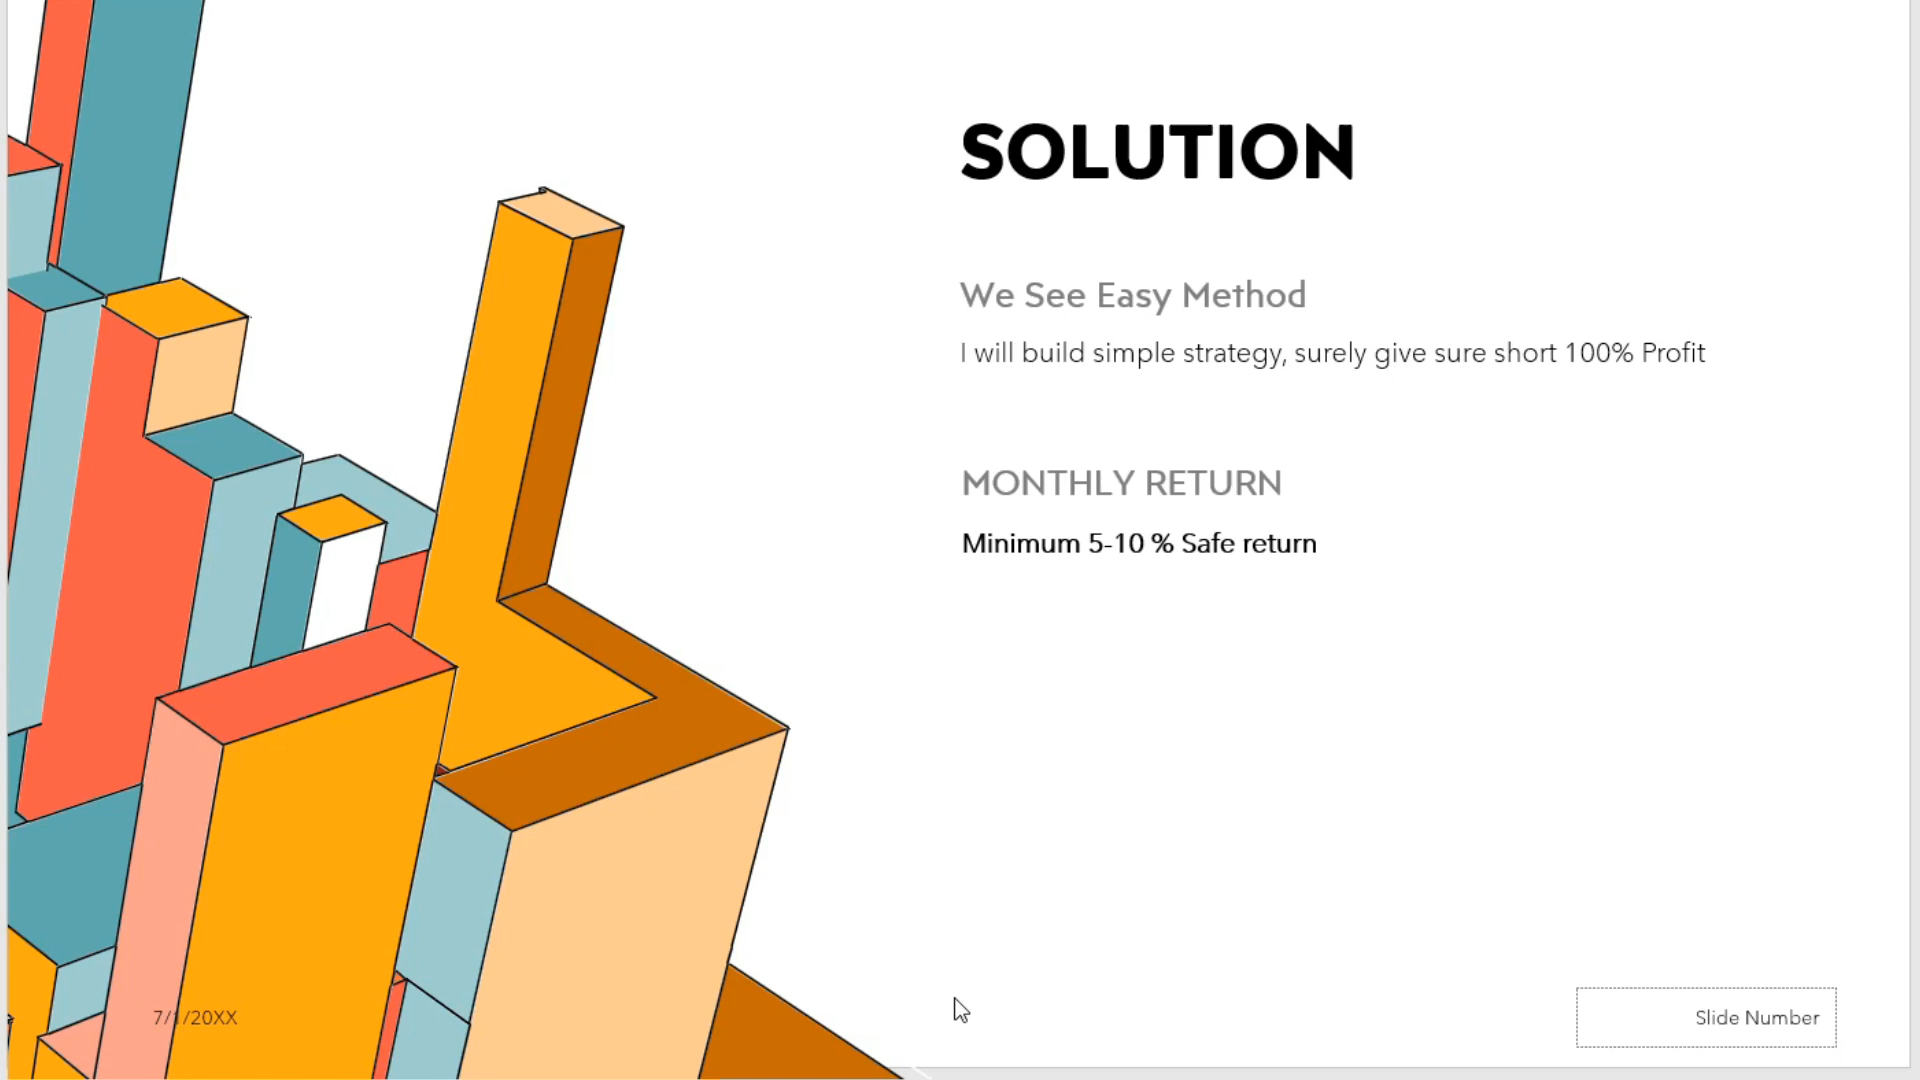 SOLUTION
We See Easy Method
I will build simple strategy, surely give sure short 100% Profit
MONTHLY RETURN
Minimum 5-10 % Safe return
7/1/20XX
Slide Number